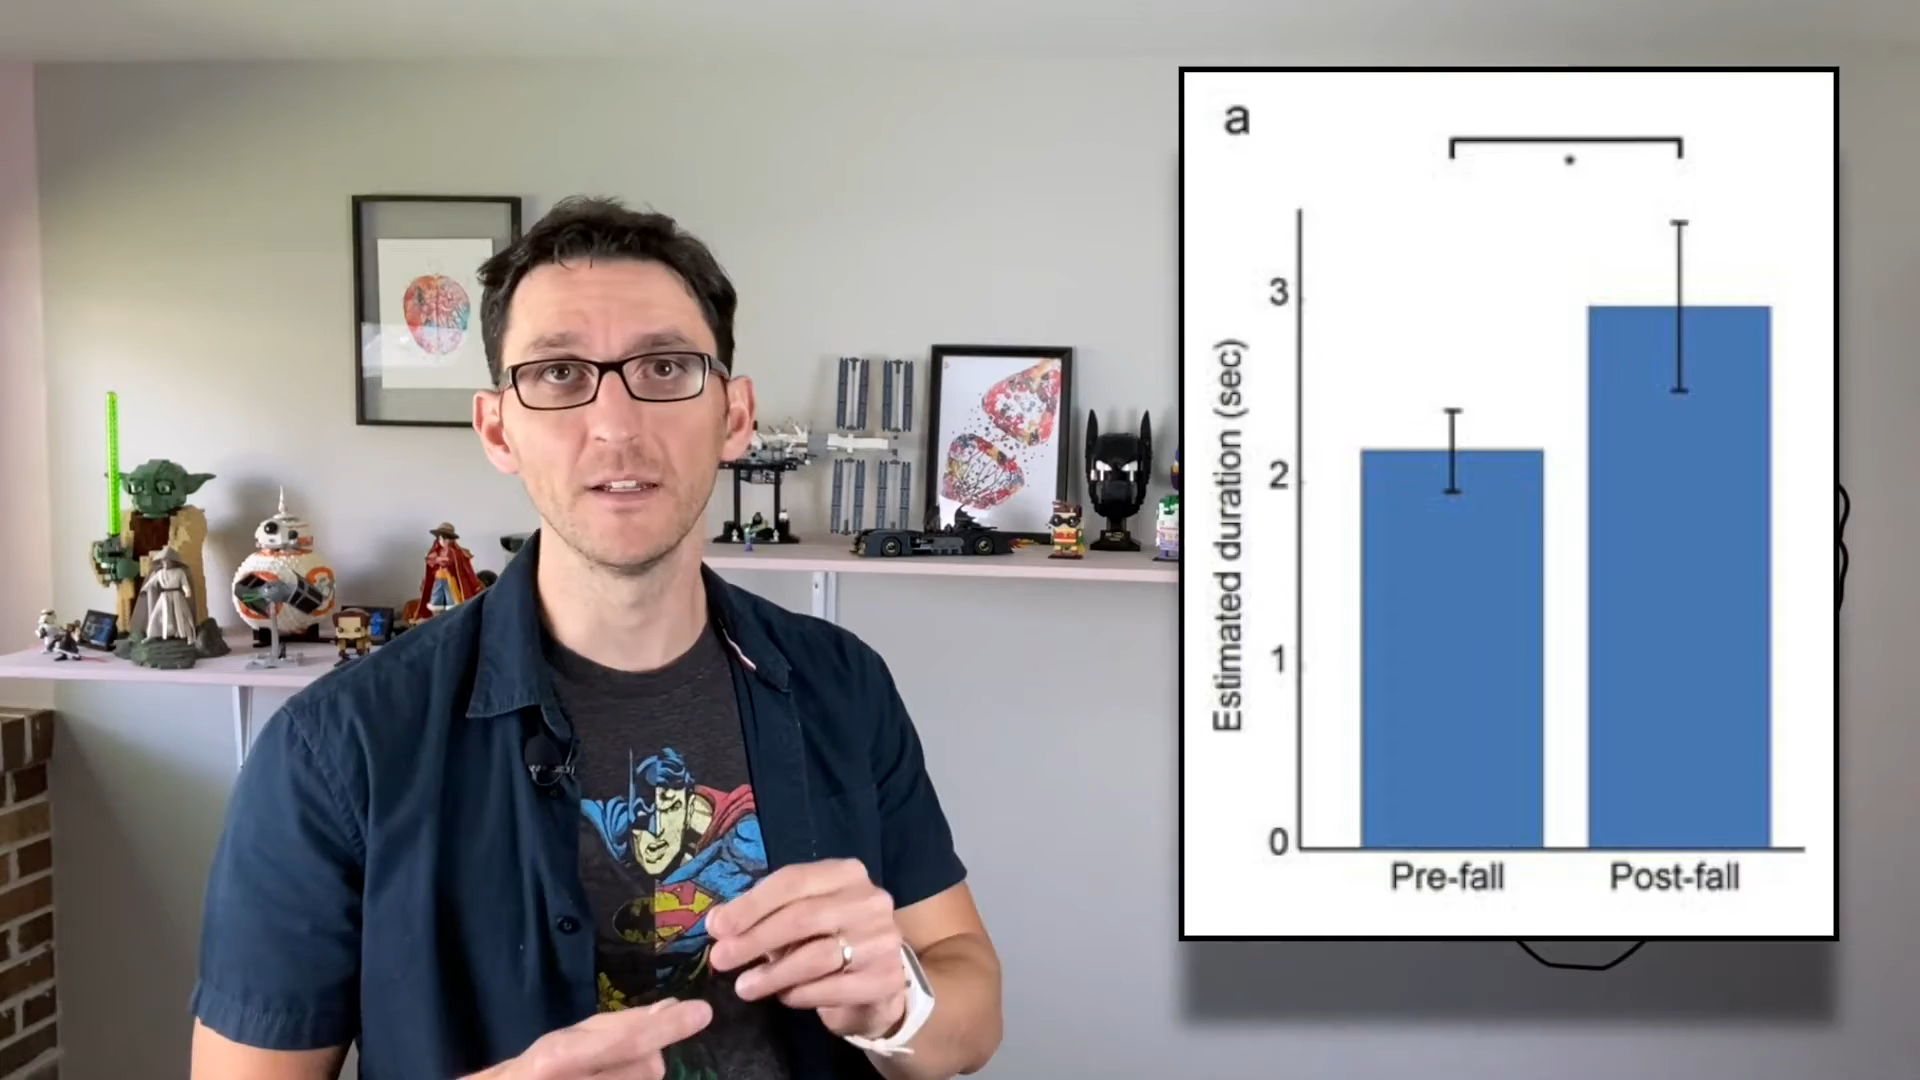 a
*
3
2
1
0
Estimated duration (sec)
Pre-fall
Post-fall